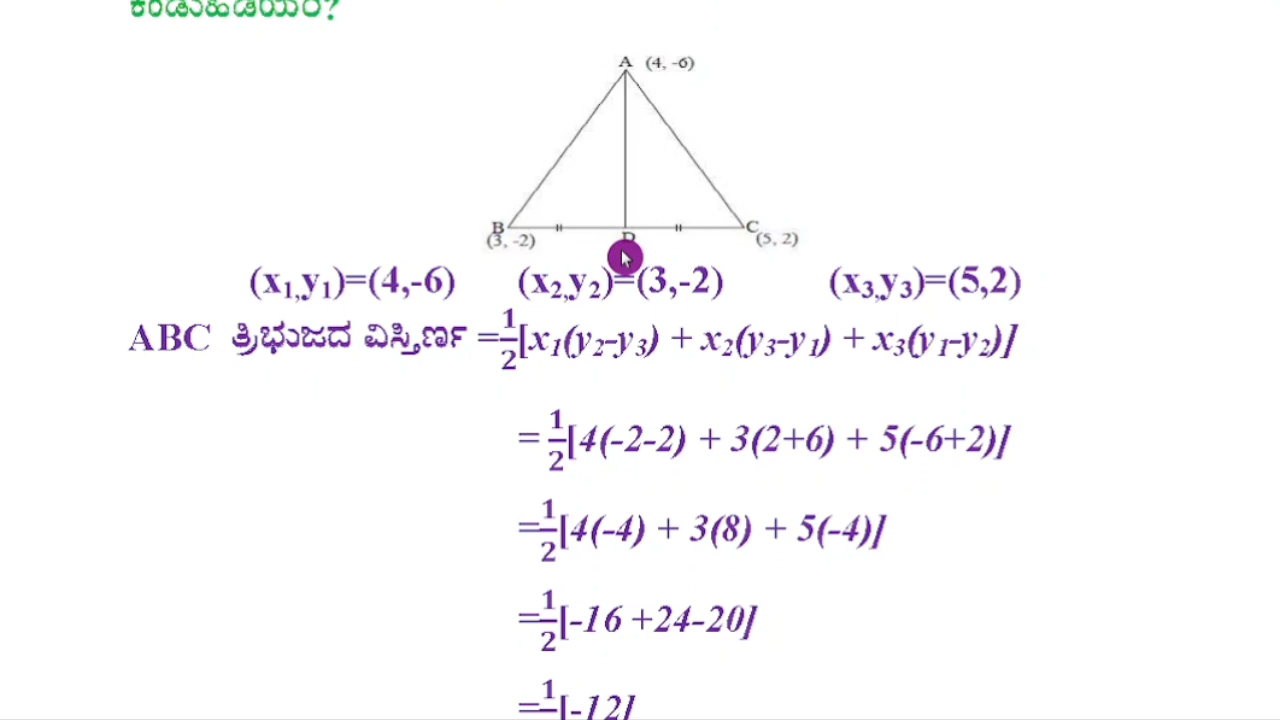 A (4, -6)
B C
(3, -2) D (5, 2)
(x1,y1)=(4,-6) (x2,y2)=(3,-2) (x3,y3)=(5,2)
ABC ತ್ರಿಭುಜದ ವಿಸ್ತಿರ್ಣ =1/2[x1(y2-y3) + x2(y3-y1) + x3(y1-y2)]
= 1/2[4(-2-2) + 3(2+6) + 5(-6+2)]
=1/2[4(-4) + 3(8) + 5(-4)]
=1/2[-16 +24-20]
=1/[-12]